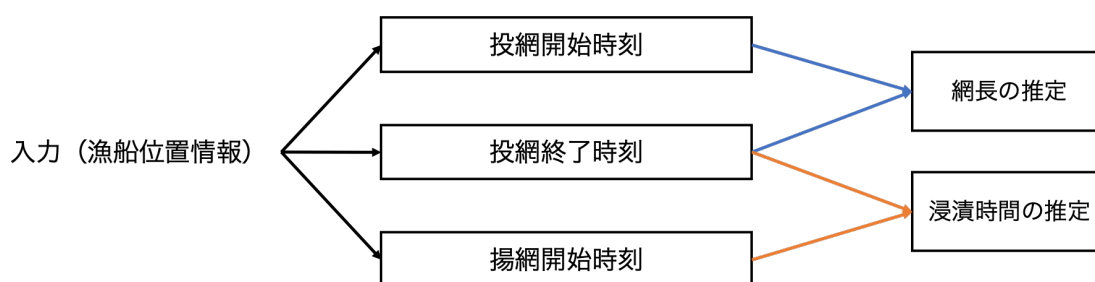 投網開始時刻
網長の推定
入力（漁船位置情報）
投網終了時刻
浸漬時間の推定
揚網開始時刻